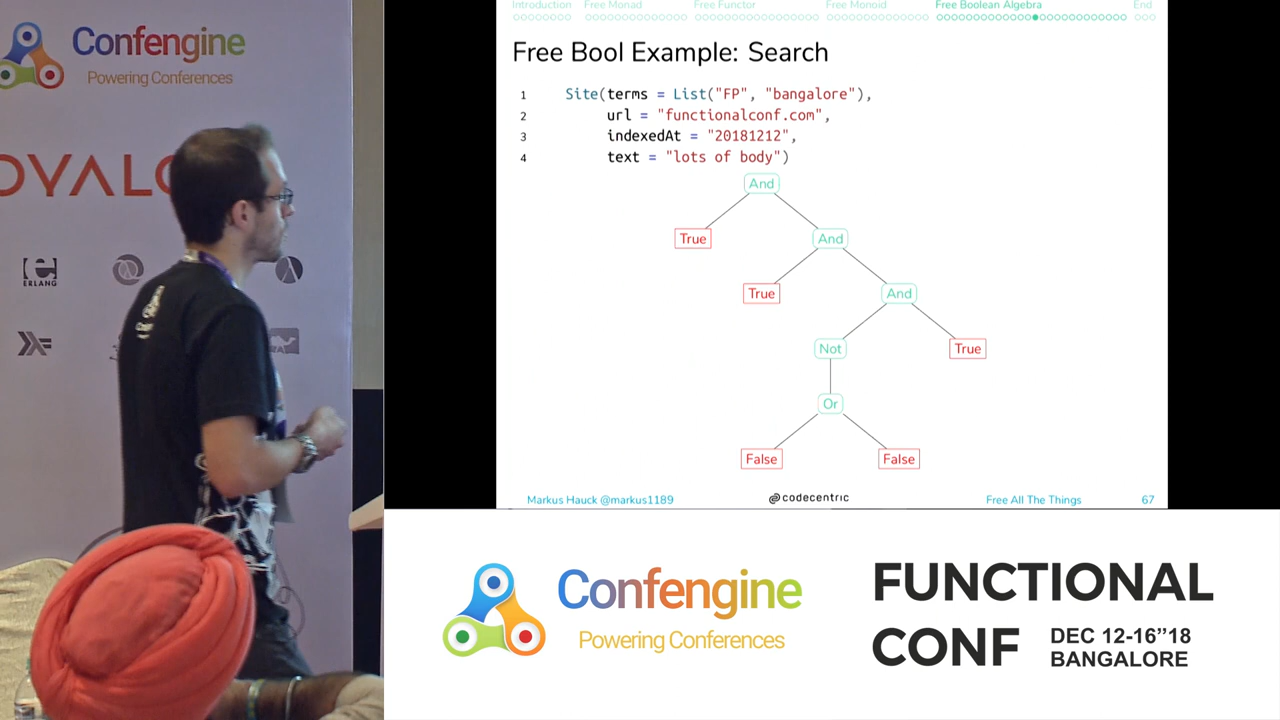 Confengine
Powering Conferences
OVALO
ERLANG
Introduction Free Monad Free Functor Free Monoid Free Boolean Algebra End
Free Bool Example: Search
1 Site(terms = List("FP", "bangalore"),
2 url = "functionalconf.com",
3 indexedAt = "20181212",
4 text = "lots of body")
And
True And
True And
Not True
Or
False False
Markus Hauck @markus1189 codecentric Free All The Things 67
Confengine
Powering Conferences
FUNCTIONAL
CONF DEC 12-16”18
BANGALORE